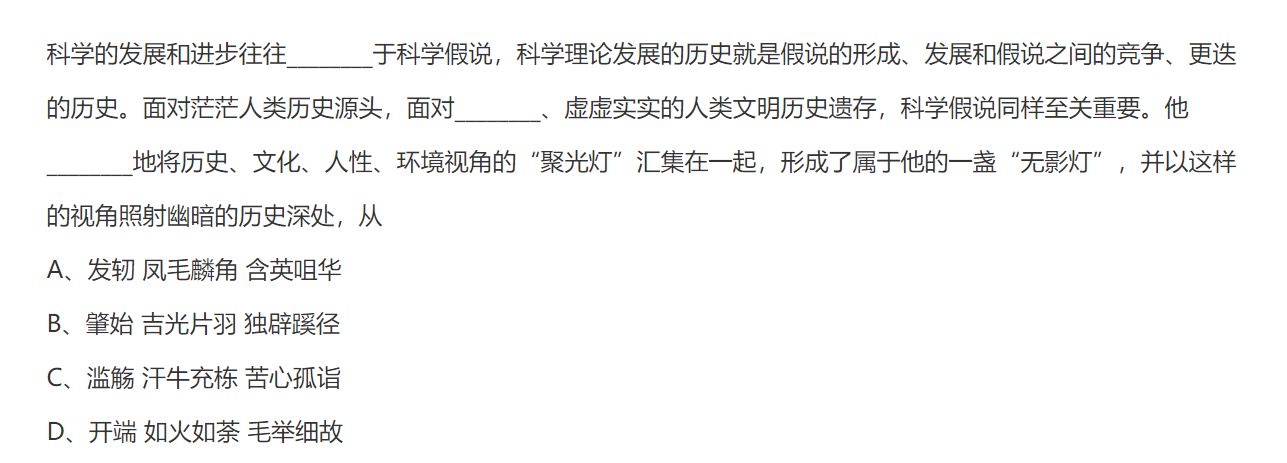 科学的发展和进步往往________于科学假说，科学理论发展的历史就是假说的形成、发展和假说之间的竞争、更迭
的历史。面对茫茫人类历史源头，面对________、虚虚实实的人类文明历史遗存，科学假说同样至关重要。他
________地将历史、文化、人性、环境视角的“聚光灯”汇集在一起，形成了属于他的一盏“无影灯”，并以这样
的视角照射幽暗的历史深处，从
A、发轫 凤毛麟角 含英咀华
B、肇始 吉光片羽 独辟蹊径
C、滥觞 汗牛充栋 苦心孤诣
D、开端 如火如荼 毛举细故